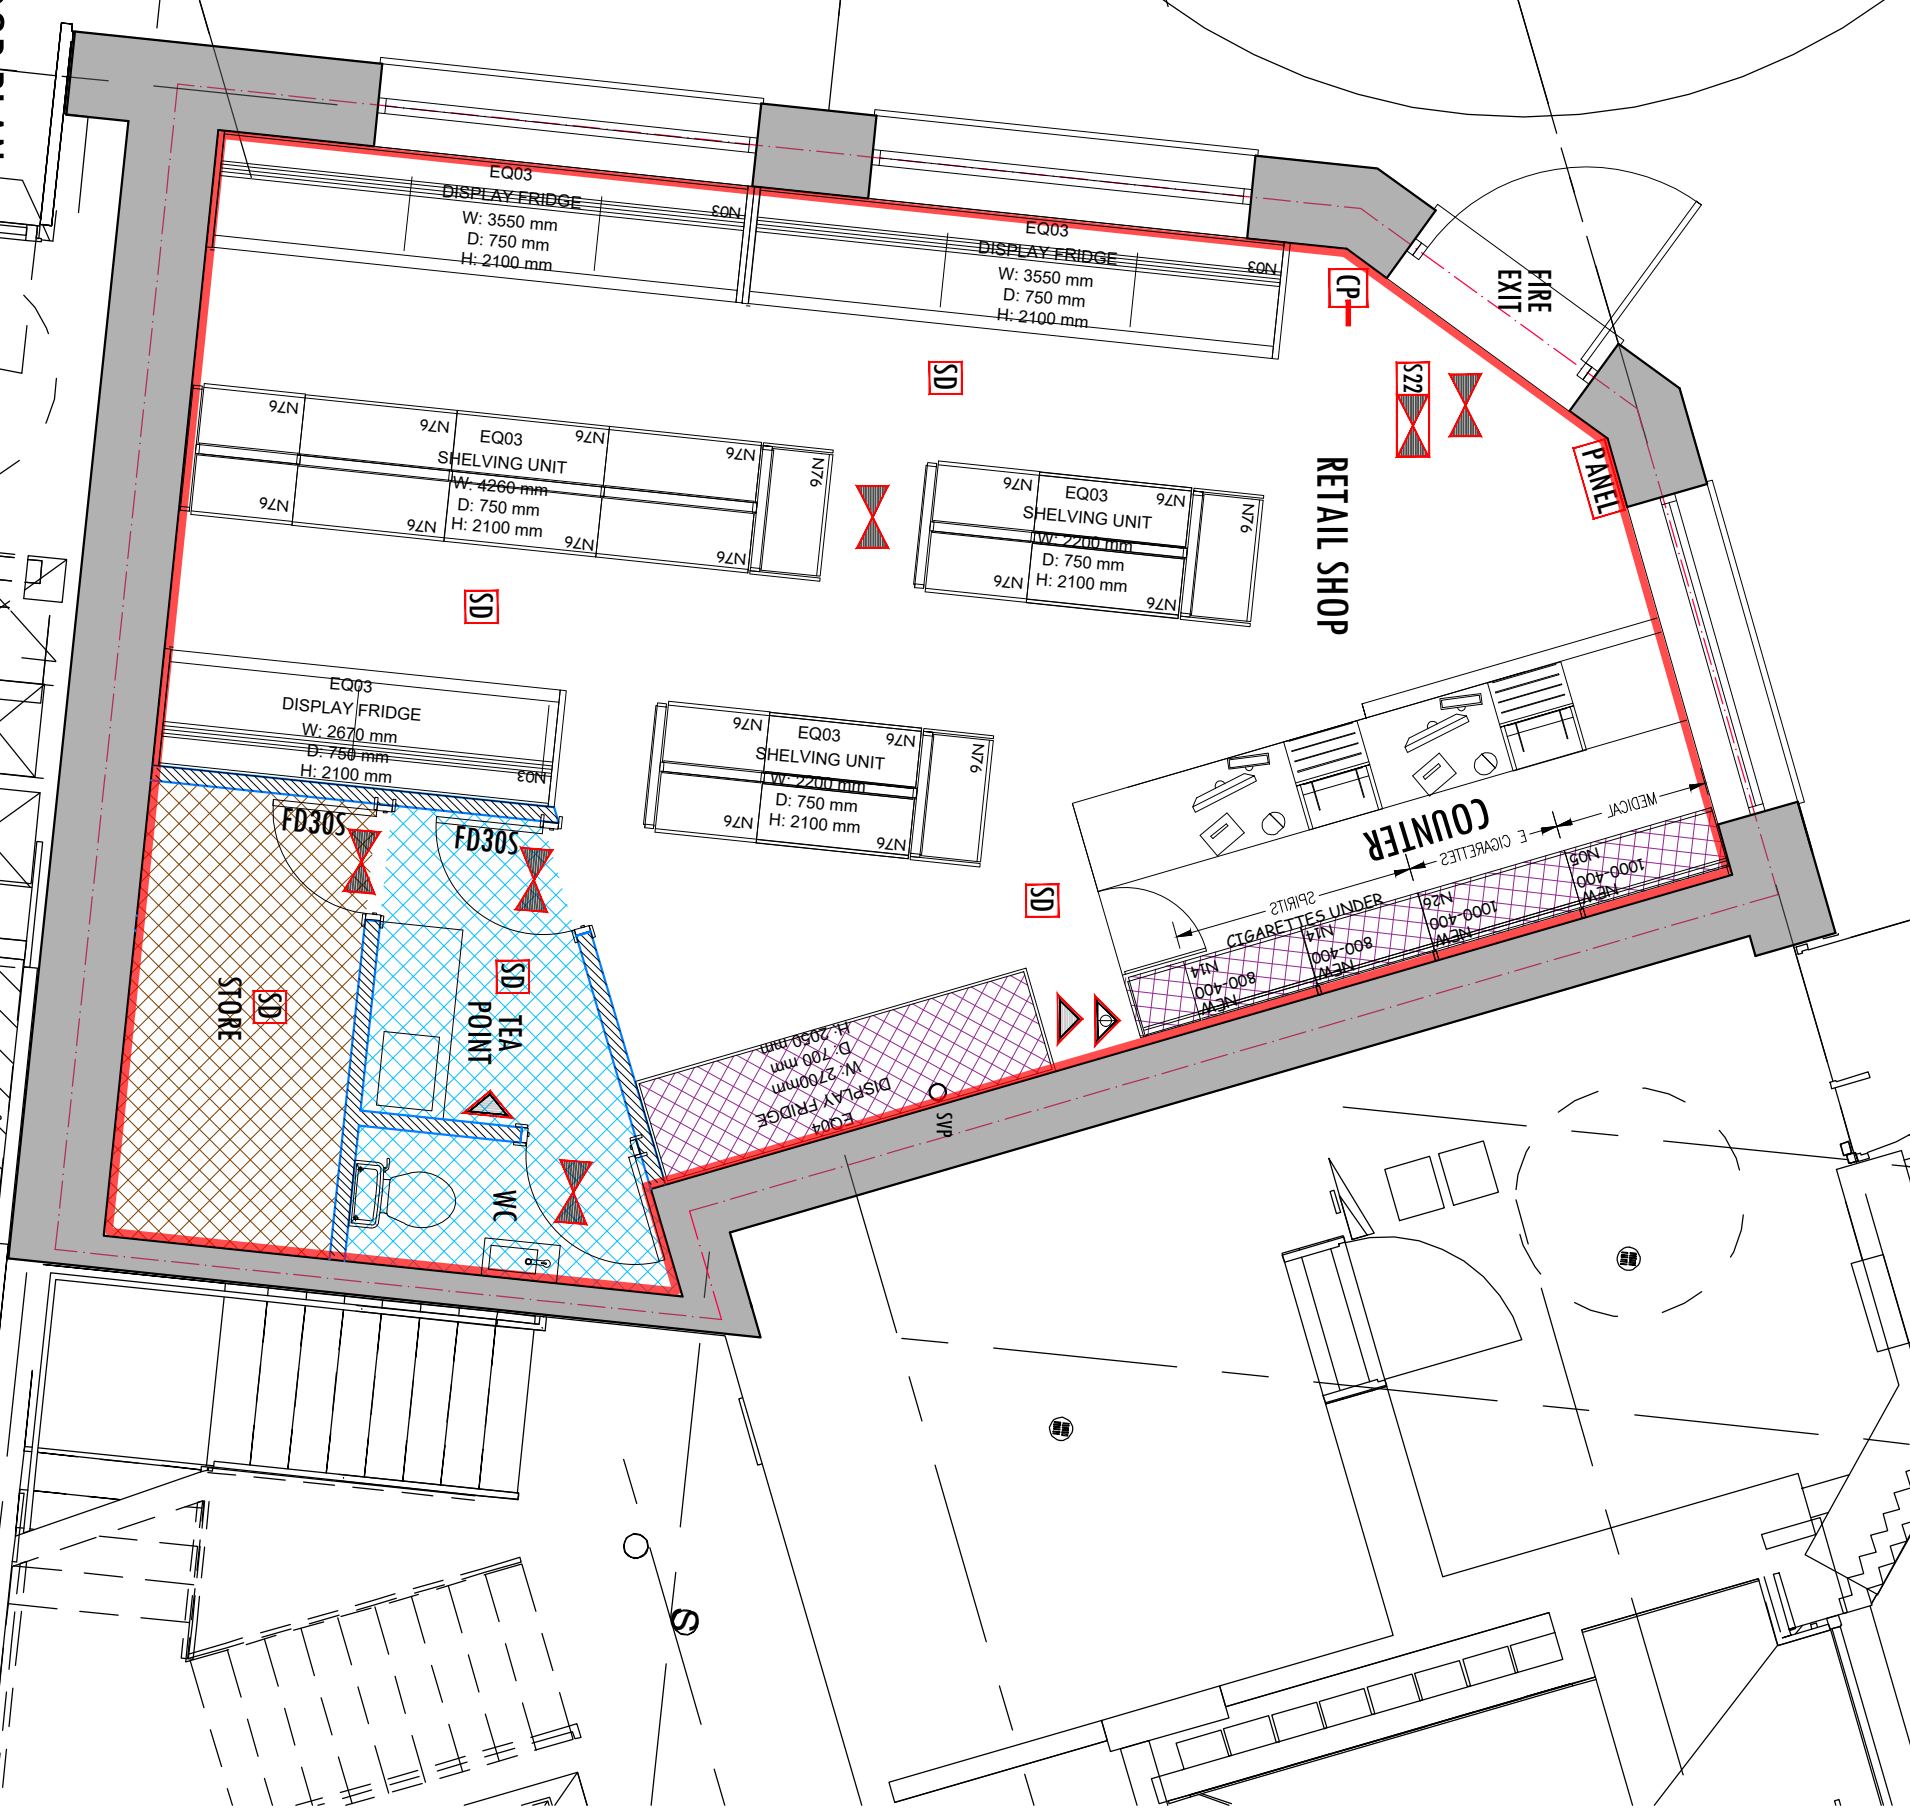 EQ03
DISPLAY FRIDGE
W: 3550 mm
D: 750 mm
H: 2100 mm
N03
EQ03
DISPLAY FRIDGE
W: 3550 mm
D: 750 mm
H: 2100 mm
N03
CP
FIRE
EXIT
SD
S22
PANEL
RETAIL SHOP
N76
N76
N76
N76
N76
EQ03
SHELVING UNIT
W: 4260 mm
D: 750 mm
H: 2100 mm
N76
N76
N76
N76
N76
N76
N76
EQ03
SHELVING UNIT
W: 2200 mm
D: 750 mm
H: 2100 mm
N76
N76
SD
EQ03
DISPLAY FRIDGE
W: 2670 mm
D: 750 mm
H: 2100 mm
N03
N76
N76
N76
EQ03
SHELVING UNIT
W: 2200 mm
D: 750 mm
H: 2100 mm
N76
N76
FD30S
FD30S
COUNTER
MEDICAL
E CIGARETTES
SPIRITS
CIGARETTES UNDER
N05
1000-400
NEW
N26
1000-400
NEW
N14
800-400
NEW
N14
800-400
NEW
SD
SD
STORE
SD
TEA
POINT
WC
EQ04
DISPLAY FRIDGE
W: 2700mm
D: 700 mm
H: 2050 mm
SVP
S